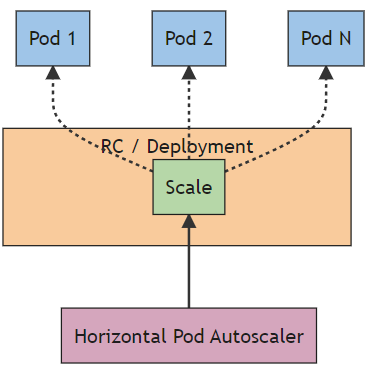 Pod 1
Pod 2
Pod N
RC / Deployment
Scale
Horizontal Pod Autoscaler